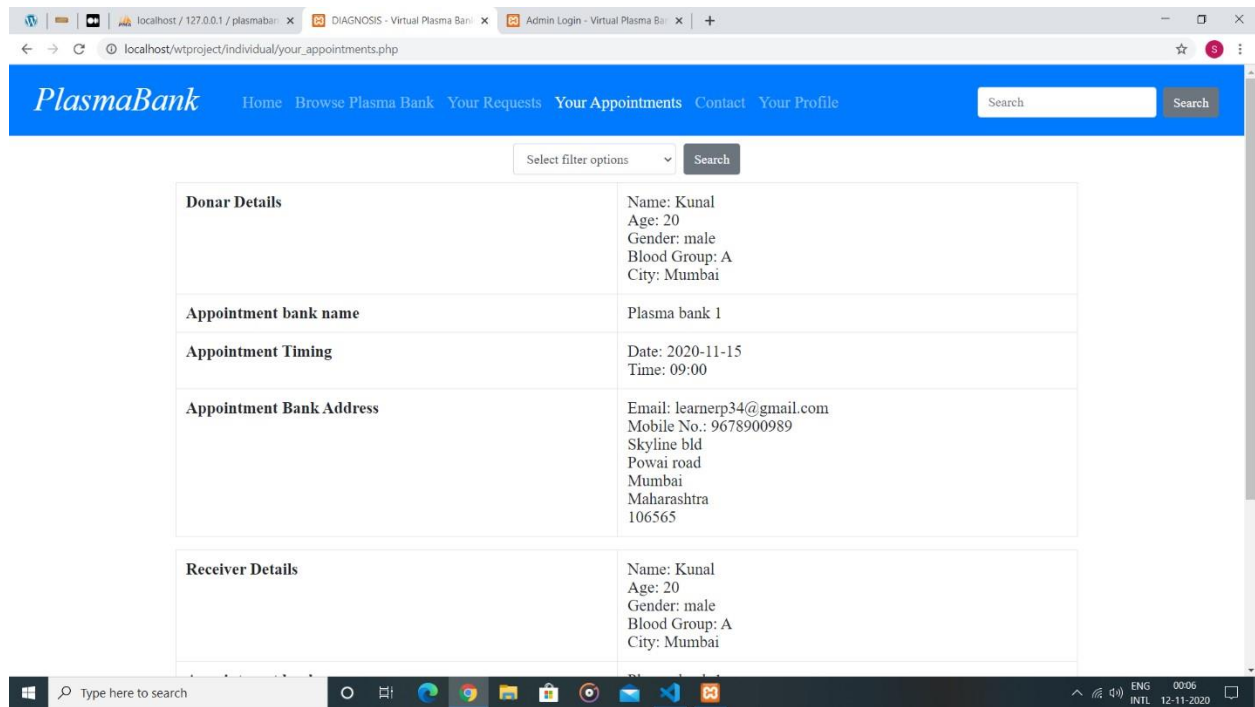 localhost / 127.0.0.1 / plasmaban
DIAGNOSIS - Virtual Plasma Ban
Admin Login - Virtual Plasma Ba
localhost/wtproject/individual/your_appointments.php
S
PlasmaBank Home Browse Plasma Bank Your Requests Your Appointments Contact Your Profile Search Search
Select filter options Search
Donar Details
Name: Kunal
Age: 20
Gender: male
Blood Group: A
City: Mumbai
Appointment bank name
Plasma bank 1
Appointment Timing
Date: 2020-11-15
Time: 09:00
Appointment Bank Address
Email: learnerp34@gmail.com
Mobile No.: 9678900989
Skyline bld
Powai road
Mumbai
Maharashtra
106565
Receiver Details
Name: Kunal
Age: 20
Gender: male
Blood Group: A
City: Mumbai
Type here to search
ENG
INTL
00:06
12-11-2020